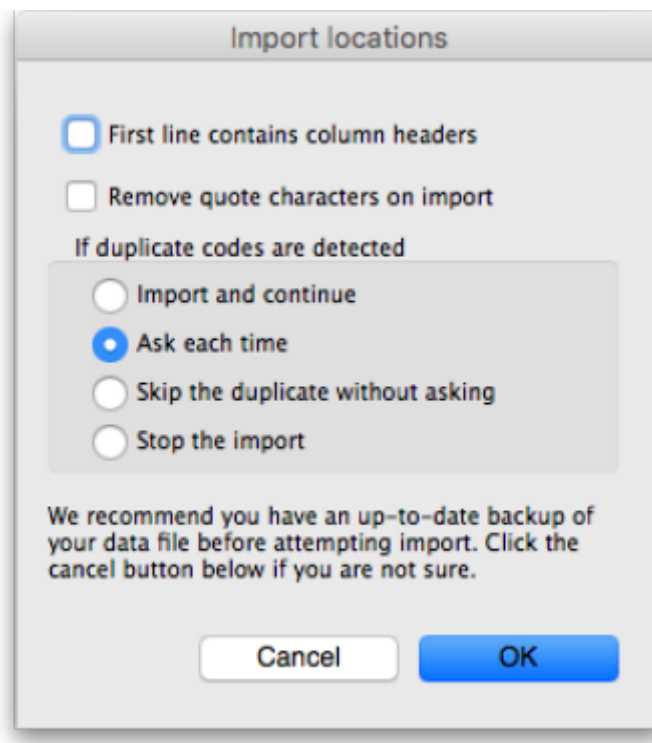 Import locations
First line contains column headers
Remove quote characters on import
If duplicate codes are detected
Import and continue
Ask each time
Skip the duplicate without asking
Stop the import
We recommend you have an up-to-date backup of
your data file before attempting import. Click the
cancel button below if you are not sure.
Cancel OK